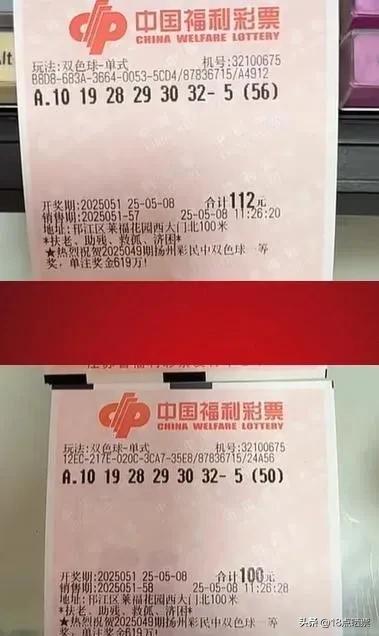 中国福利彩票
CHINA WELFARE LOTTERY
玩法:双色球-单式 机号:32100675
B8D8-6B3A-3664-0053-5CD4/87836715/A4912
A.10 19 28 29 30 32- 5 (56)
开奖期:2025051 25-05-08 合计112元
销售期:2025051-57 25-05-08 11:26:20
地址:邗江区莱福花园西大门北100米
*扶老、助残、救孤、济困*
★热烈祝贺2025049期扬州彩民中双色球一等
奖,单注奖金619万!
中国福利彩票
CHINA WELFARE LOTTERY
玩法:双色球-单式 机号:32100675
12EC-217E-020C-3CA7-35E8/87836715/24A56
A.10 19 28 29 30 32- 5 (50)
开奖期:2025051 25-05-08 合计100元
销售期:2025051-58 25-05-08 11:26:28
地址:邗江区莱福花园西大门北100米
*扶老、助残、救孤、济困*
★热烈祝贺2025049期扬州彩民中双色球一等
头条 @18点选票